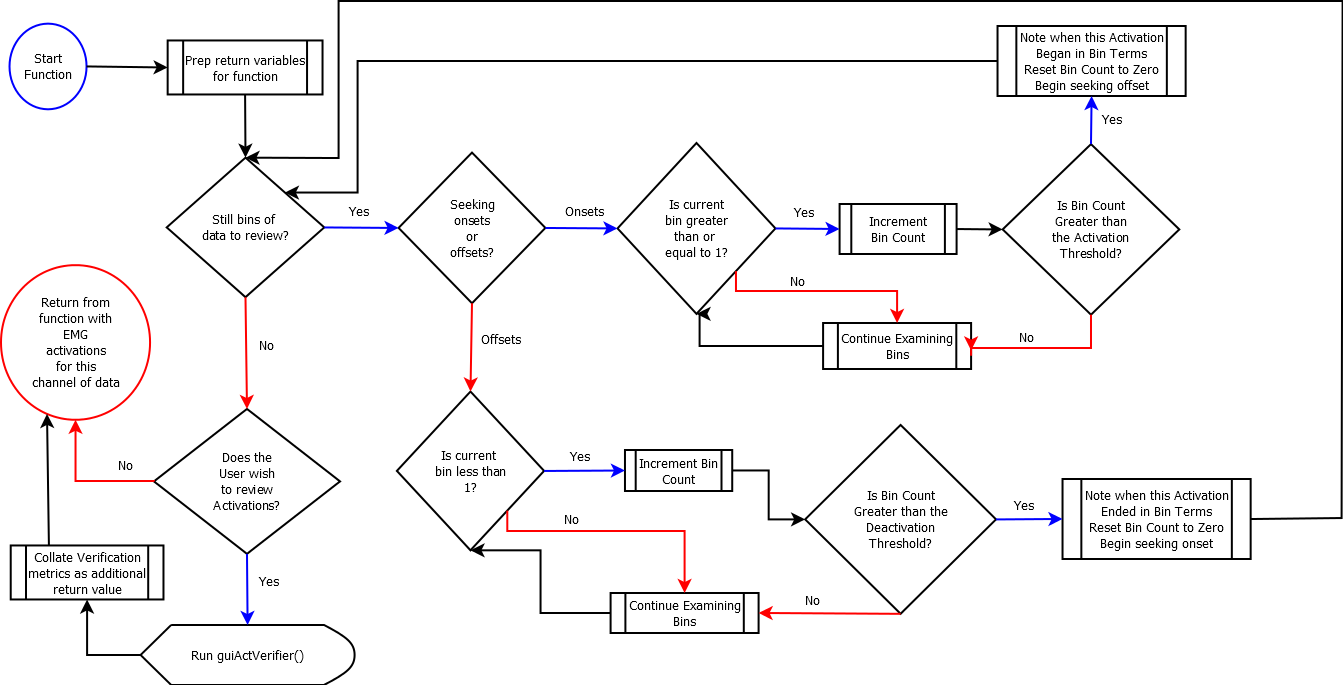 Start
Function
Prep return variables
for function
Note when this Activation
Began in Bin Terms
Reset Bin Count to Zero
Begin seeking offset
Yes
Still bins of
data to review?
Yes
Seeking
onsets
or
offsets?
Onsets
Is current
bin greater
than or
equal to 1?
Yes
Increment
Bin Count
Is Bin Count
Greater than
the Activation
Threshold?
No
Continue Examining
Bins
No
Return from
function with
EMG
activations
for this
channel of data
No
Offsets
Does the
User wish
to review
Activations?
No
Is current
bin less than
1?
Yes
Increment Bin
Count
Is Bin Count
Greater than the
Deactivation
Threshold?
Yes
Note when this Activation
Ended in Bin Terms
Reset Bin Count to Zero
Begin seeking onset
No
Collate Verification
metrics as additional
return value
Yes
Continue Examining
Bins
No
Run guiActVerifier()